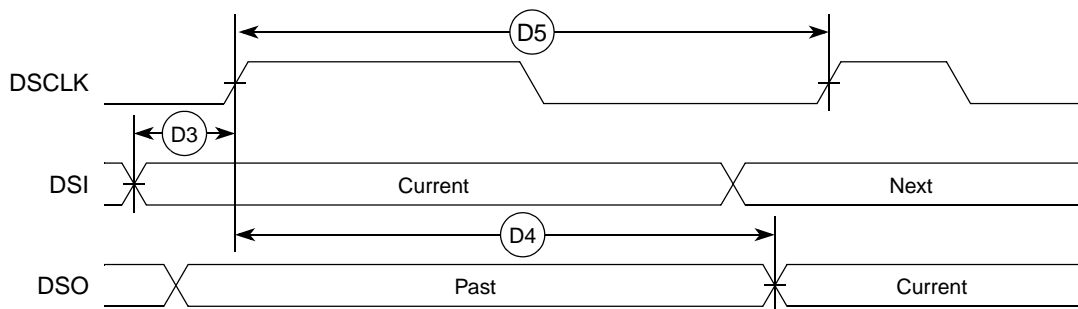 D5
DSCLK
D3
DSI
Current
Next
D4
DSO
Past
Current